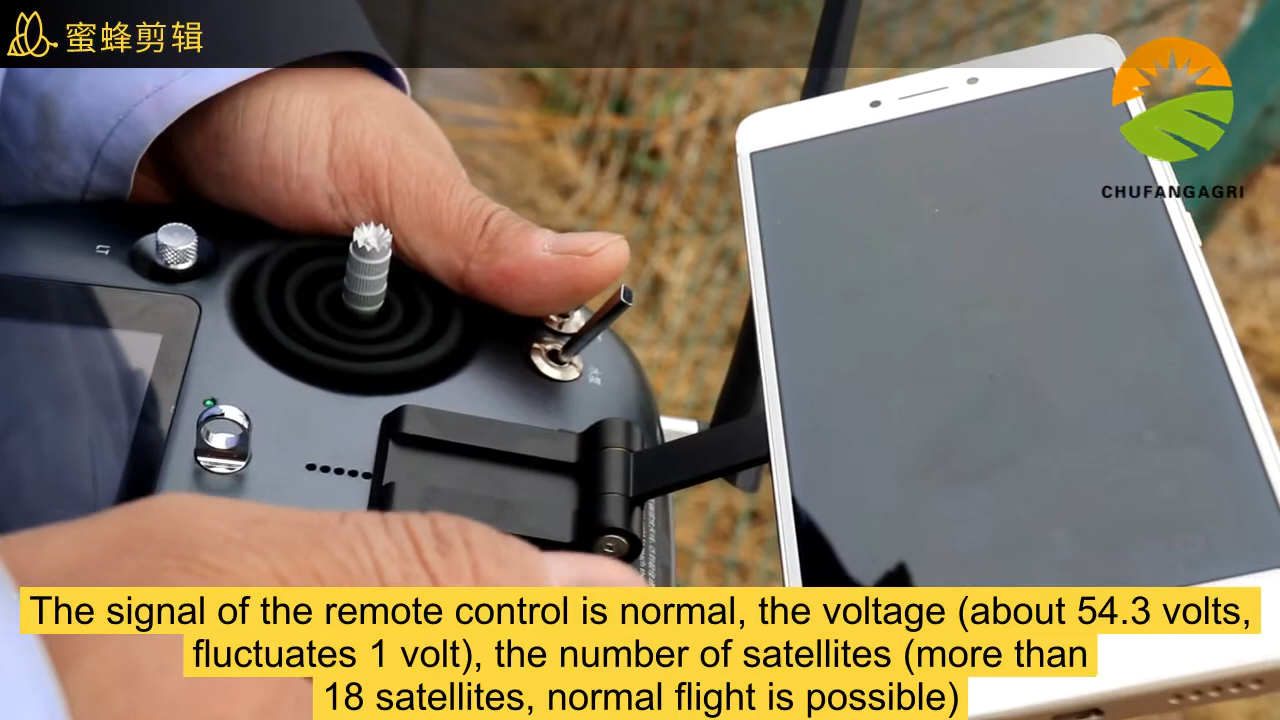 蜜蜂剪辑
CHUFANGAGRI
LT
The signal of the remote control is normal, the voltage (about 54.3 volts,
fluctuates 1 volt), the number of satellites (more than
18 satellites, normal flight is possible)